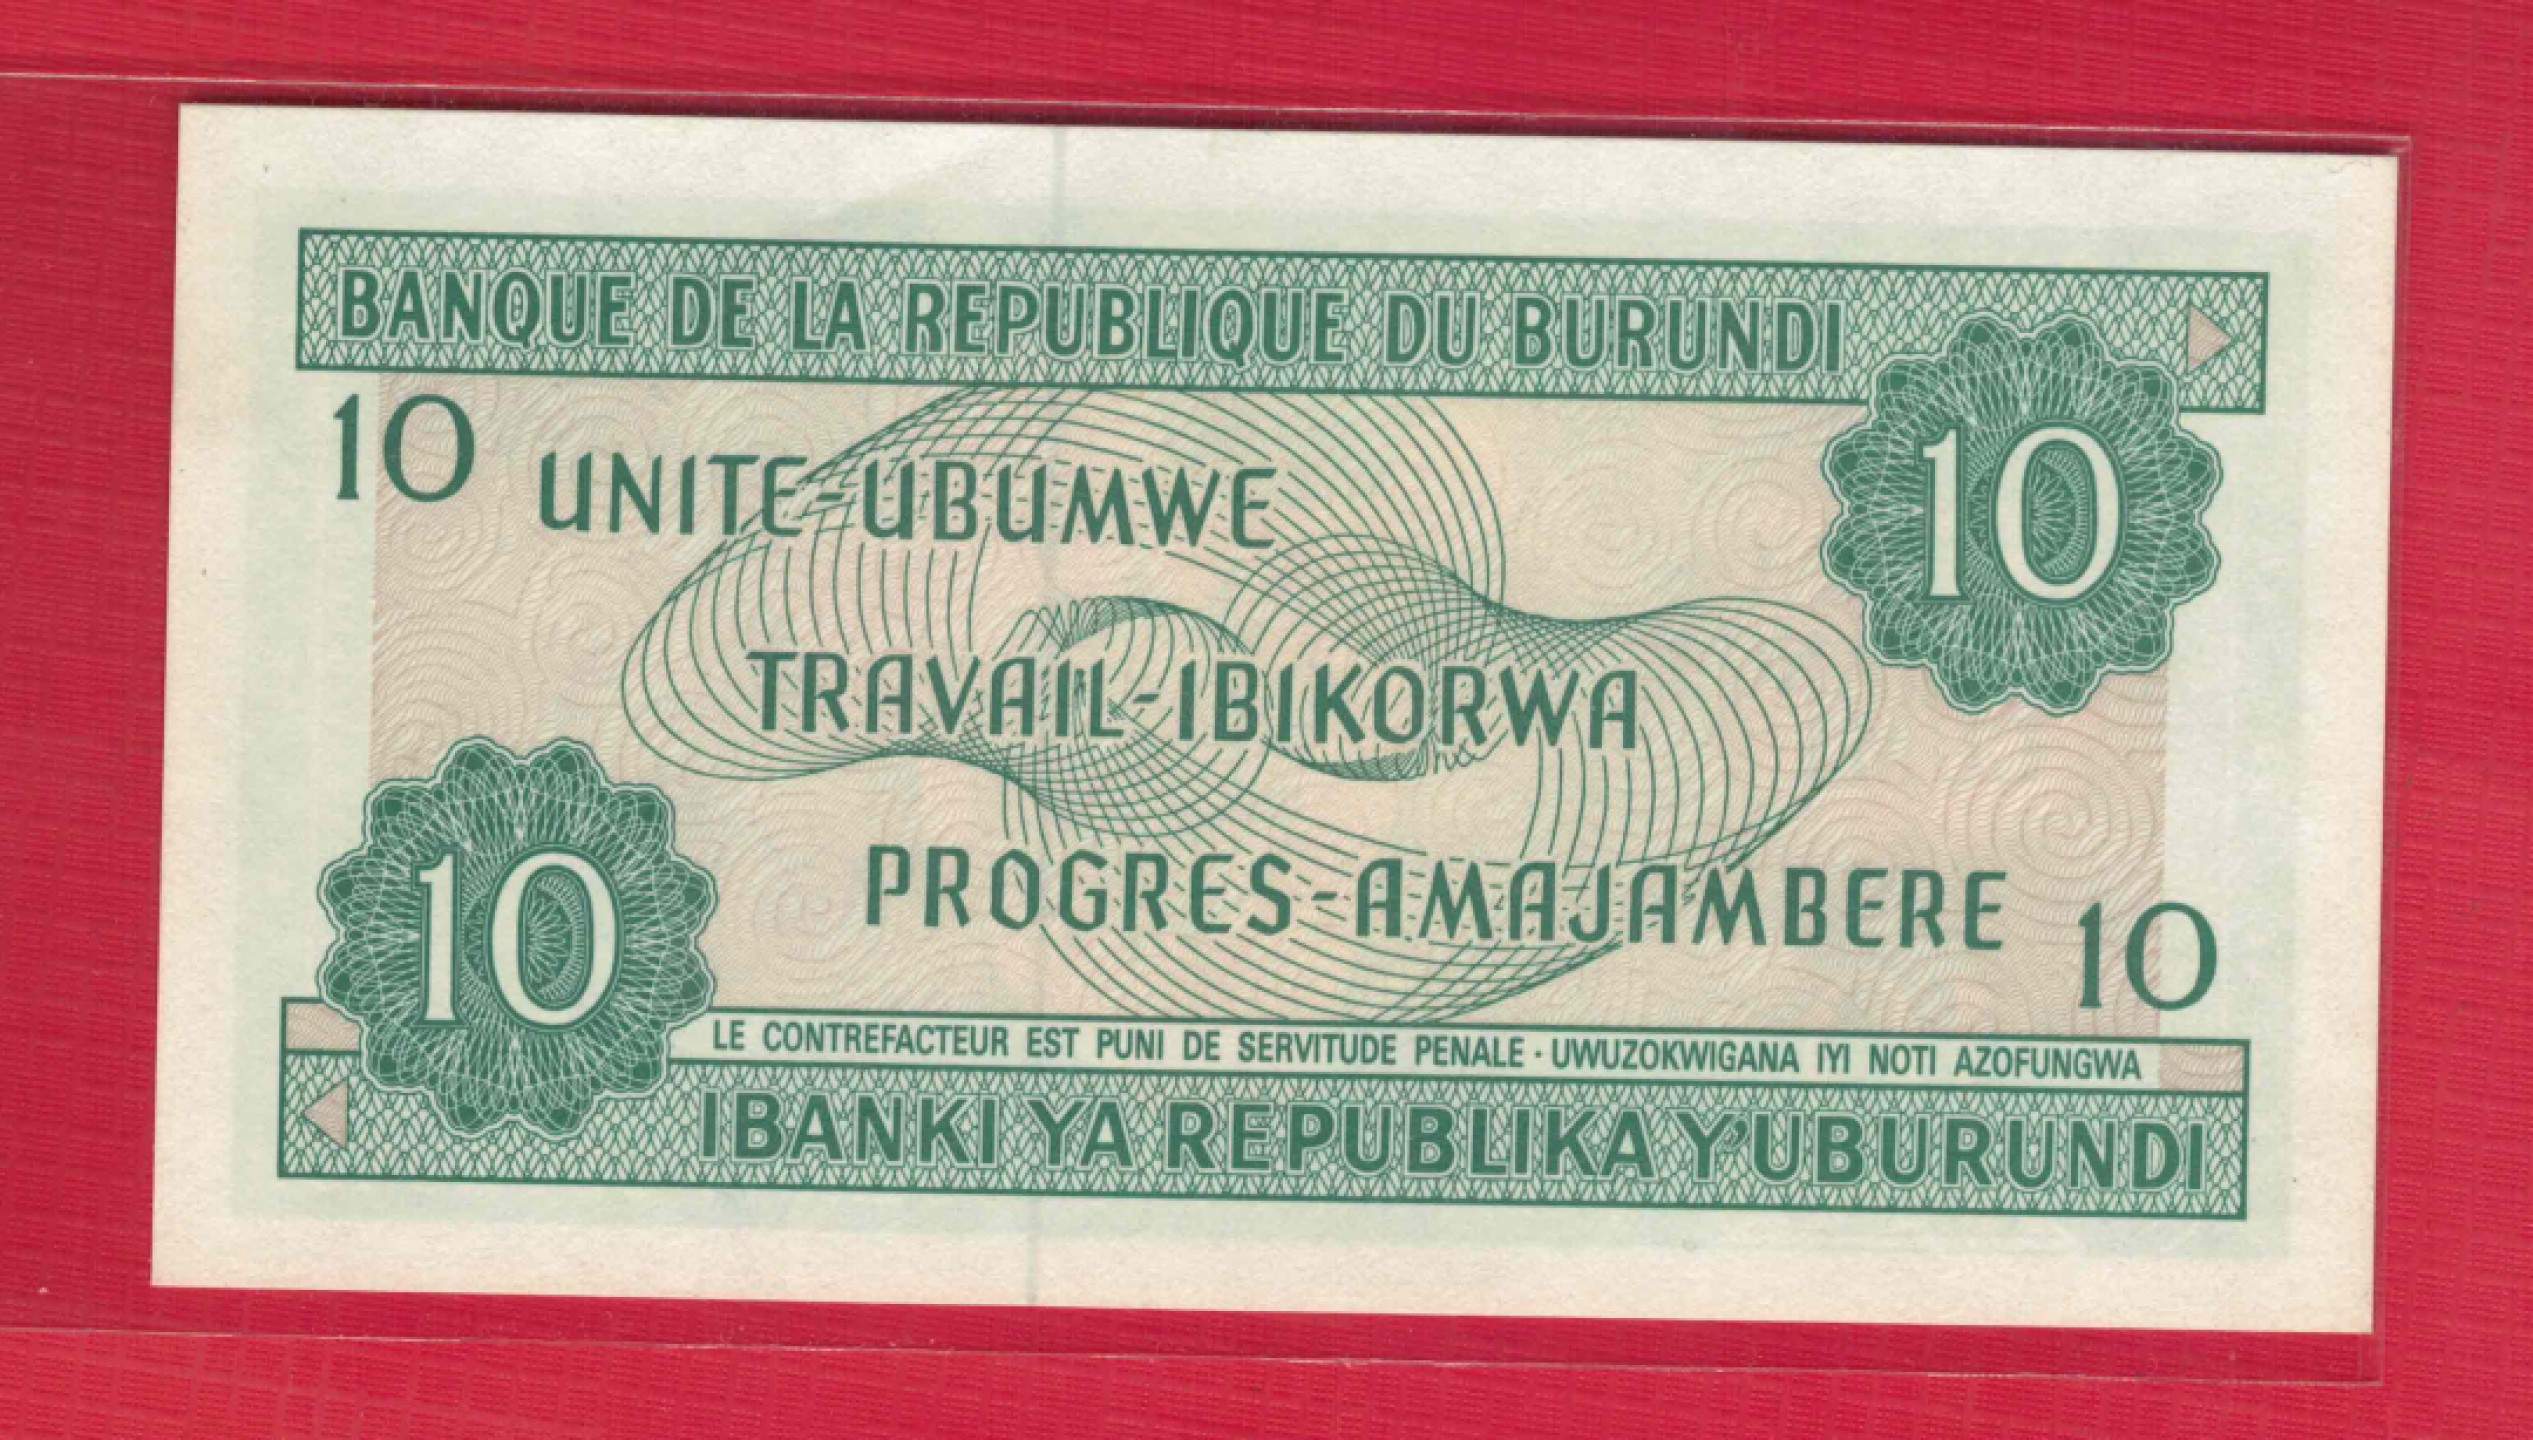 BANQUE DE LA REPUBLIQUE DU BURUNDI
10
10
UNITE-UBUMWE
TRAVAIL-IBIKORWA
PROGRES-AMAJAMBERE
10
10
LE CONTREFACTEUR EST PUNI DE SERVITUDE PENALE · UWUZOKWIGANA IYI NOTI AZOFUNGWA
IBANKI YA REPUBLIKA Y'UBURUNDI